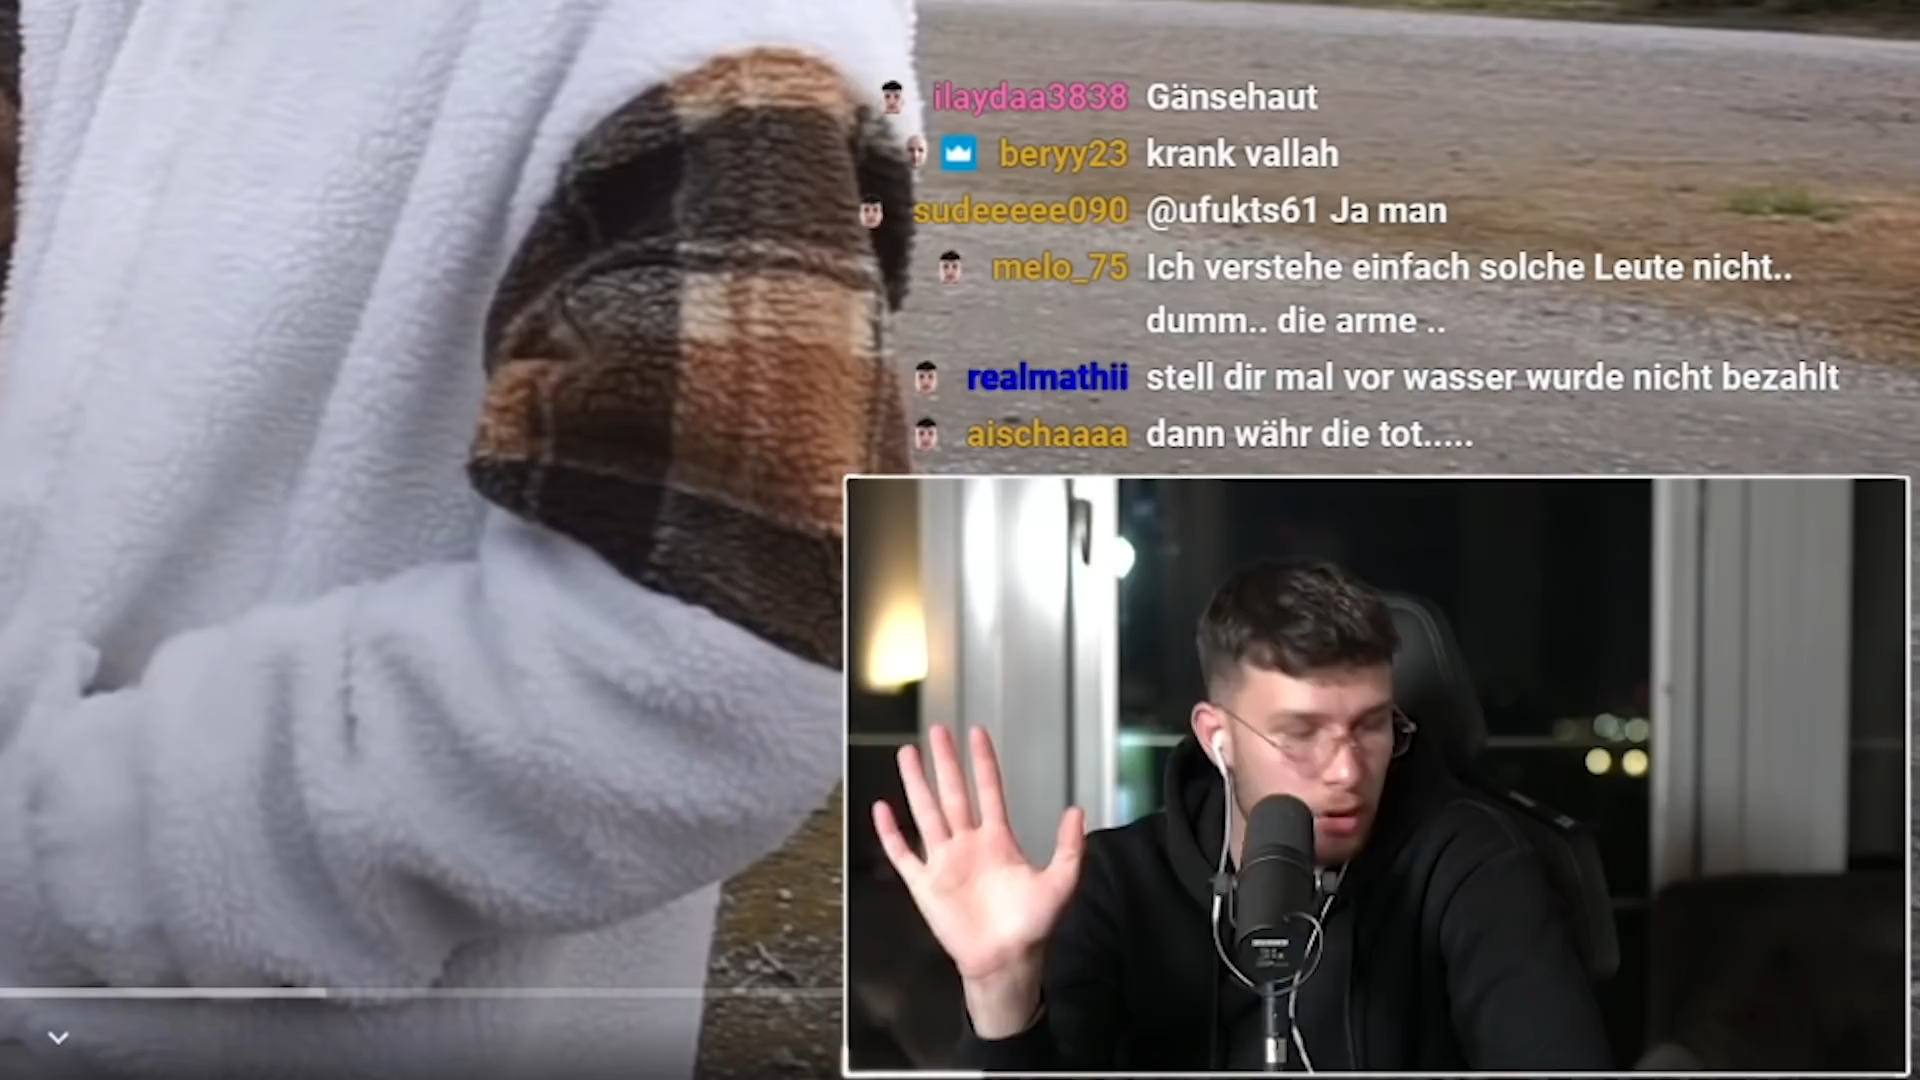 ilaydaa3838 Gänsehaut
beryy23 krank vallah
sudeeeee090 @ufukts61 Ja man
melo_75 Ich verstehe einfach solche Leute nicht..
dumm.. die arme ..
realmathii stell dir mal vor wasser wurde nicht bezahlt
aischaaaa dann währ die tot.....